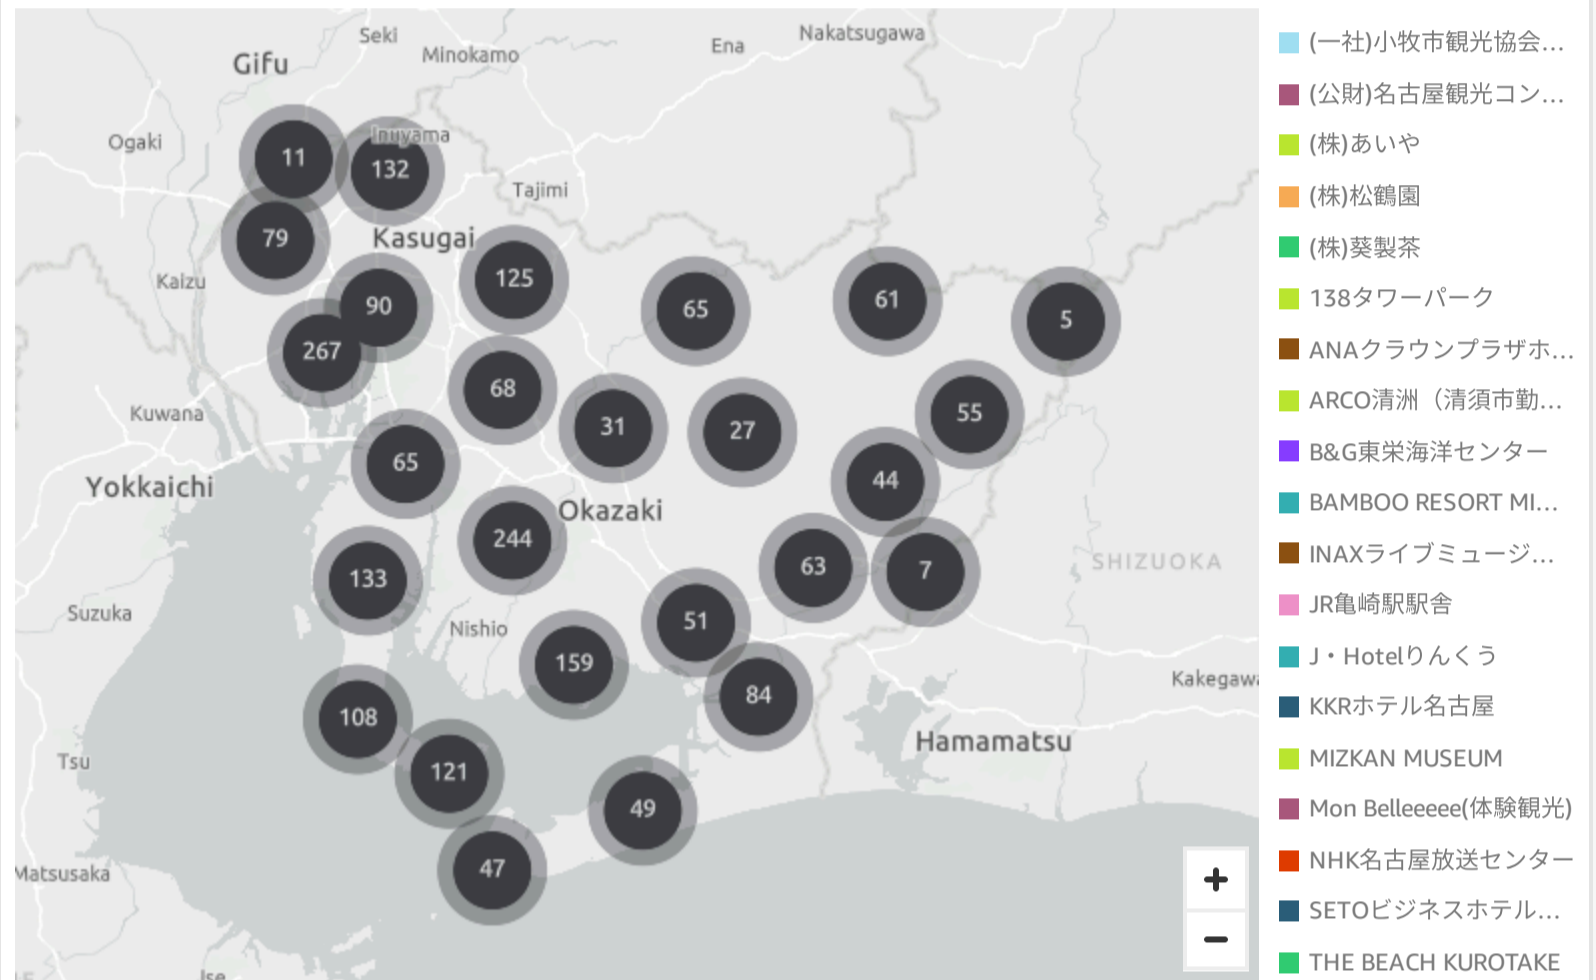 Seki
Nakatsugawa
Ena
Minokamo
Gifu
Inuyama
Ogaki
11
132
Tajimi
79
Kasugai
125
Kaizu
90
65
61
5
267
68
Kuwana
31
27
55
65
44
Yokkaichi
Okazaki
244
63
7
SHIZUOKA
133
Suzuka
Nishio
51
159
Kakegawa
84
108
Hamamatsu
Tsu
121
49
47
Matsusaka
Ise
+
−
(一社)小牧市観光協会...
(公財)名古屋観光コン...
(株)あいや
(株)松鶴園
(株)葵製茶
138タワーパーク
ANAクラウンプラザホ...
ARCO清洲（清須市勤...
B&G東栄海洋センター
BAMBOO RESORT MI...
INAXライブミュージ...
JR亀崎駅駅舎
J・Hotelりんくう
KKRホテル名古屋
MIZKAN MUSEUM
Mon Belleeeee(体験観光)
NHK名古屋放送センター
SETOビジネスホテル...
THE BEACH KUROTAKE